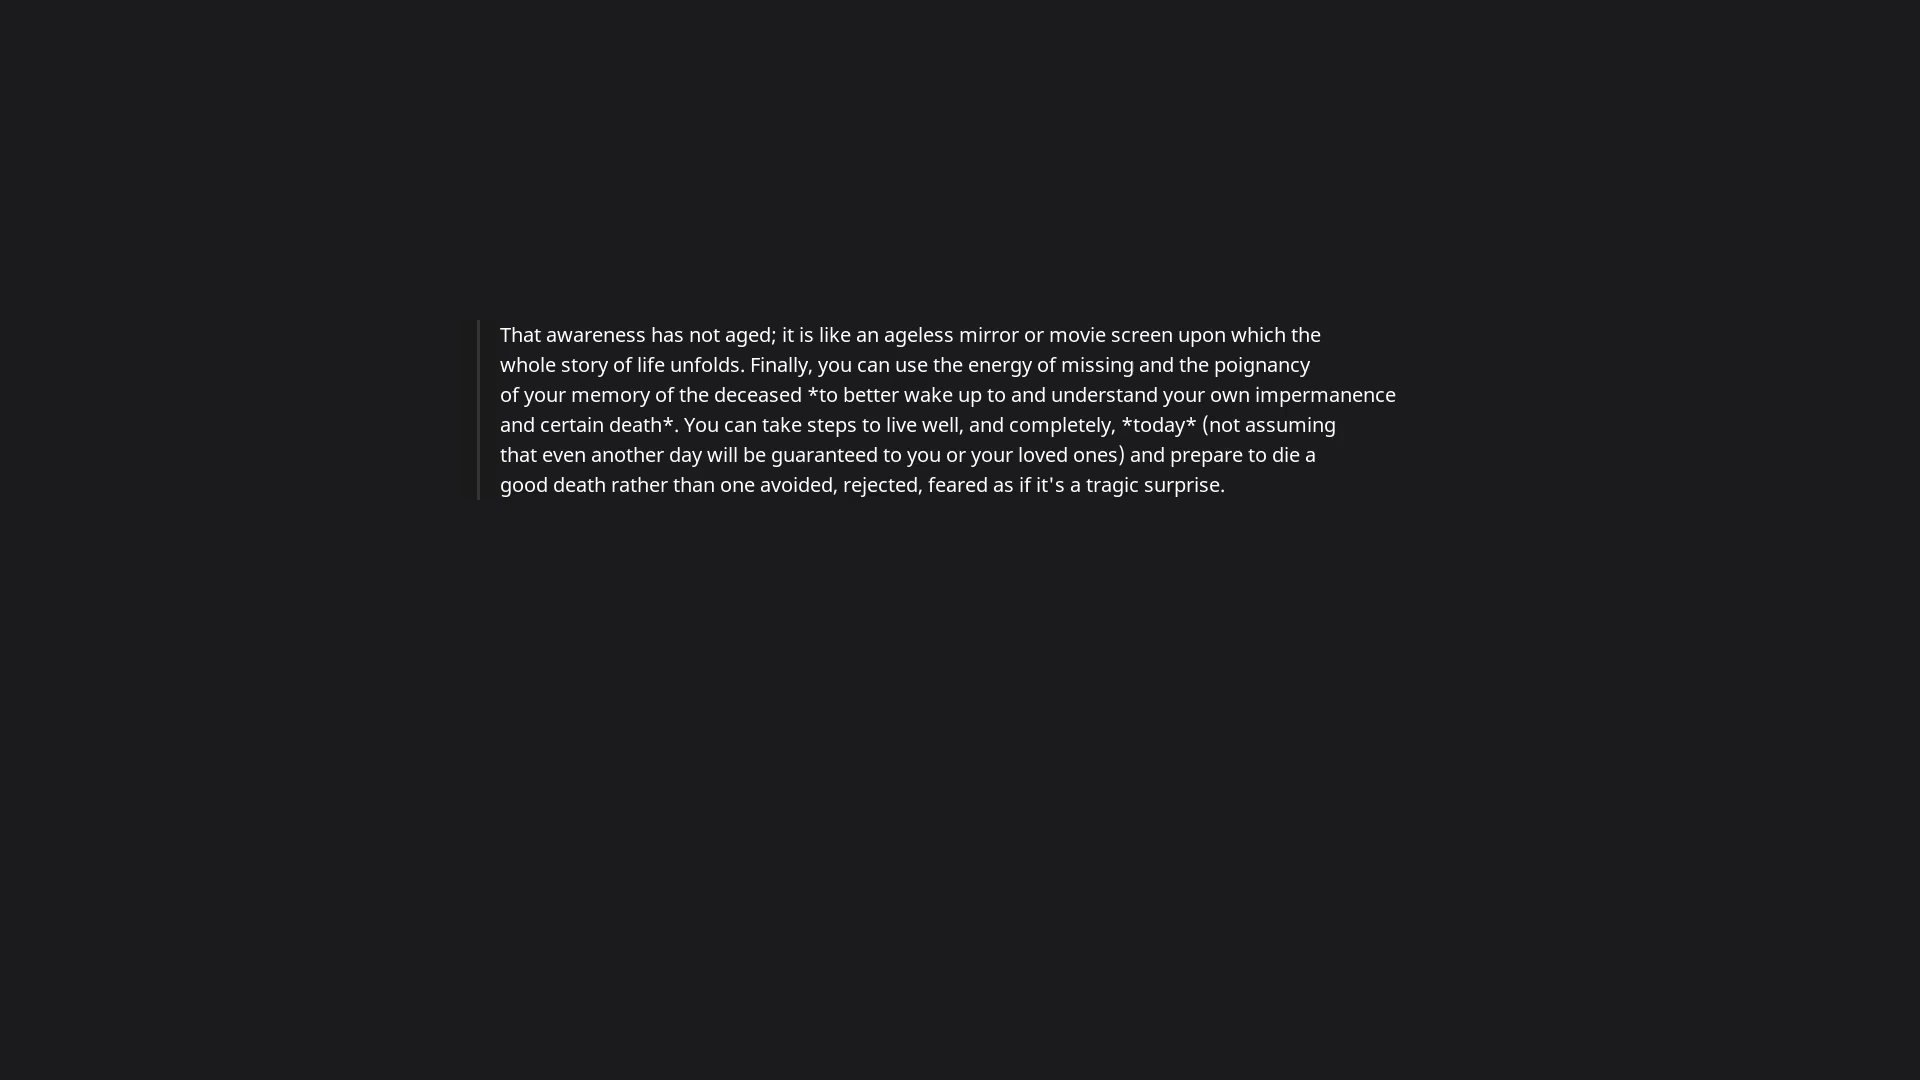 That awareness has not aged; it is like an ageless mirror or movie screen upon which the
whole story of life unfolds. Finally, you can use the energy of missing and the poignancy
of your memory of the deceased *to better wake up to and understand your own impermanence
and certain death*. You can take steps to live well, and completely, *today* (not assuming
that even another day will be guaranteed to you or your loved ones) and prepare to die a
good death rather than one avoided, rejected, feared as if it's a tragic surprise.